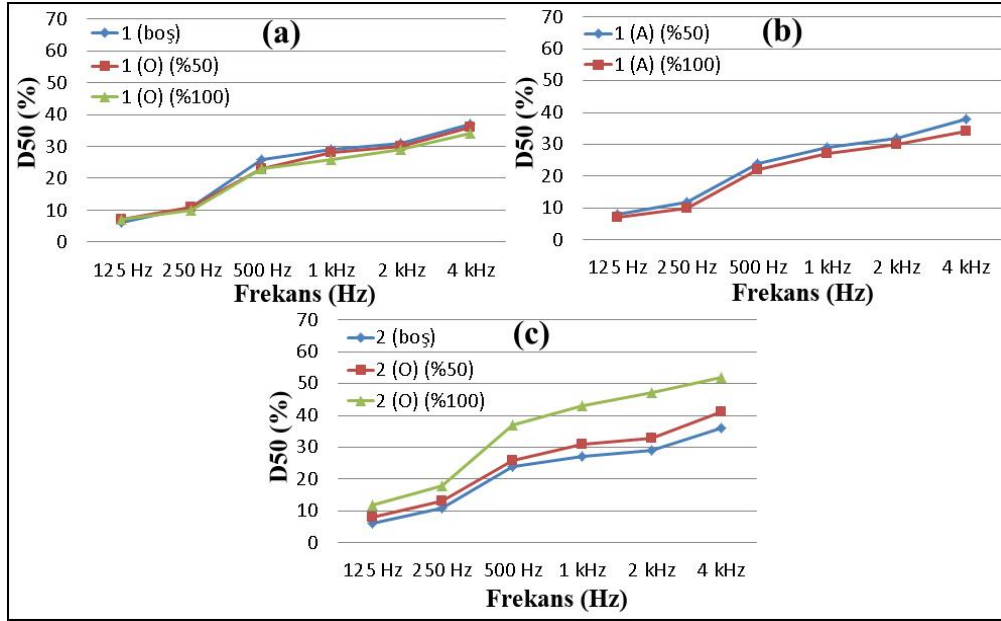 (a)
1 (boş)
1 (O) (%50)
1 (O) (%100)
D50 (%)
70
60
50
40
30
20
10
0
125 Hz 250 Hz 500 Hz 1 kHz 2 kHz 4 kHz
Frekans (Hz)
(b)
1 (A) (%50)
1 (A) (%100)
D50 (%)
70
60
50
40
30
20
10
0
125 Hz 250 Hz 500 Hz 1 kHz 2 kHz 4 kHz
Frekans (Hz)
(c)
2 (boş)
2 (O) (%50)
2 (O) (%100)
D50 (%)
70
60
50
40
30
20
10
0
125 Hz 250 Hz 500 Hz 1 kHz 2 kHz 4 kHz
Frekans (Hz)